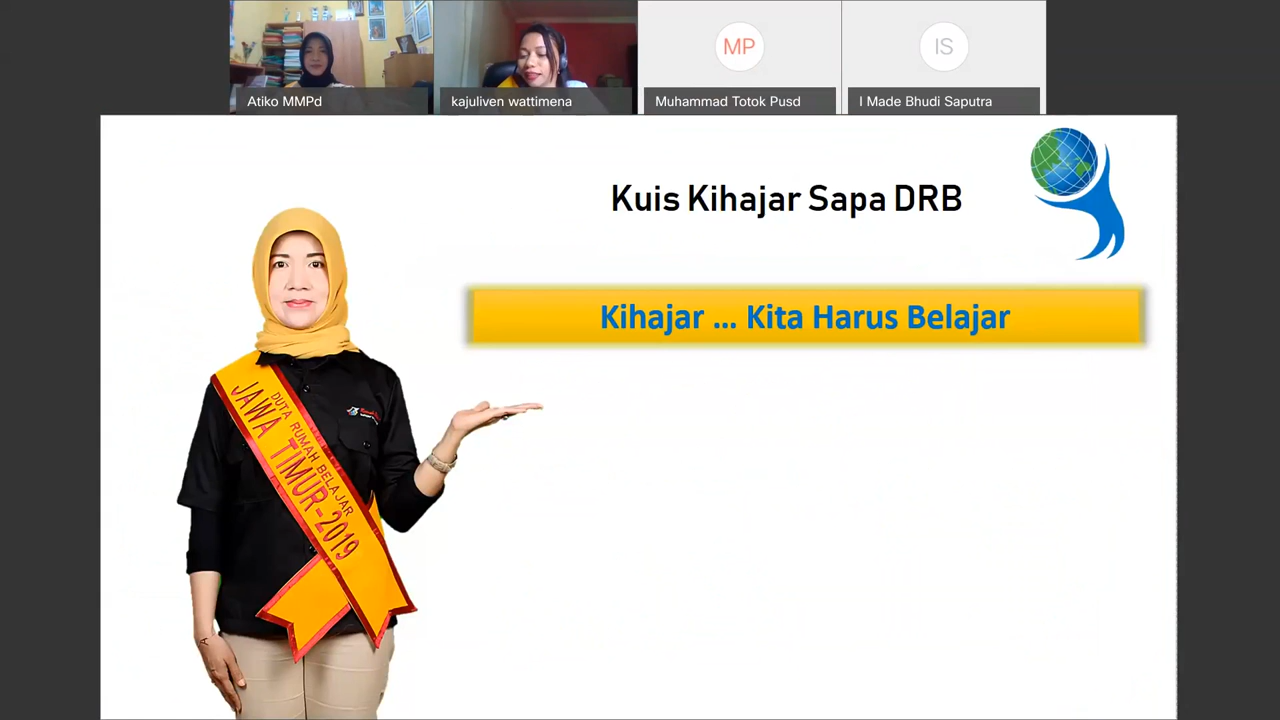 MP
IS
Atiko MMPd
kajuliven wattimena
Muhammad Totok Pusd
I Made Bhudi Saputra
Kuis Kihajar Sapa DRB
Kihajar ... Kita Harus Belajar
DUTA RUMAH BELAJAR
JAWA TIMUR-2019